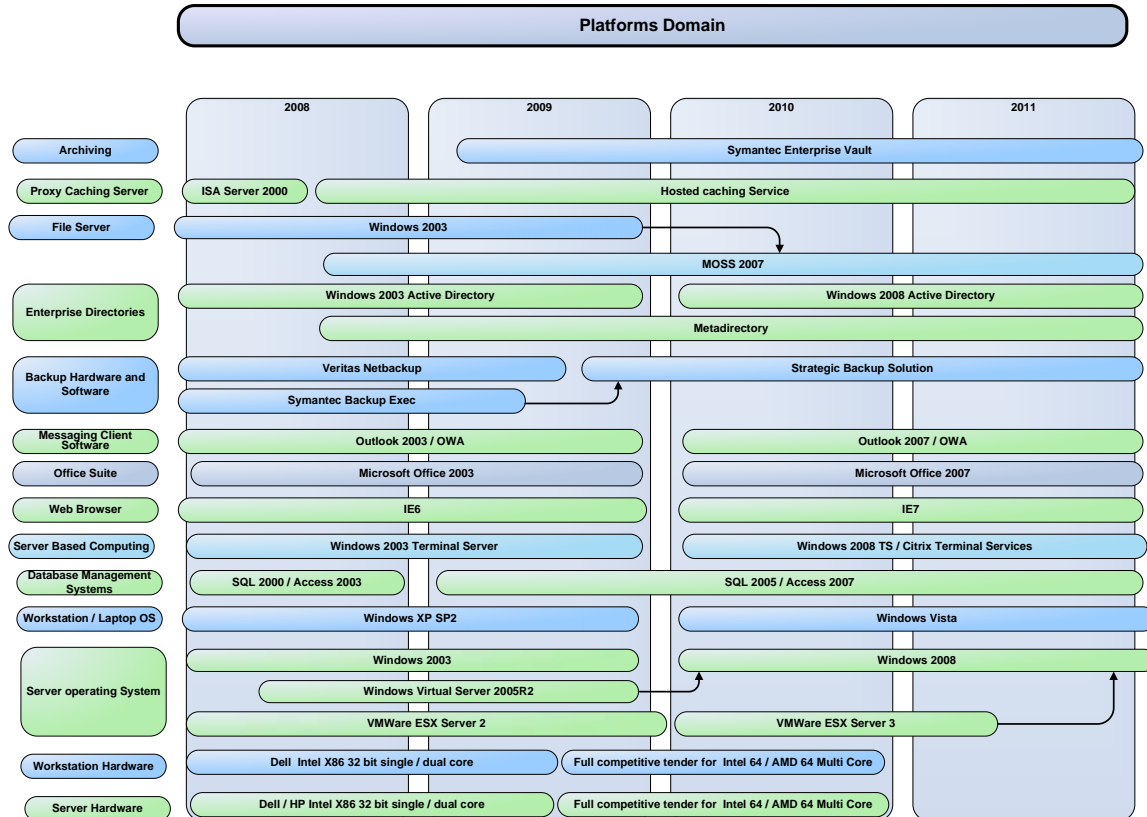 Platforms Domain
2008
2009
2010
2011
Archiving
Symantec Enterprise Vault
Proxy Caching Server
ISA Server 2000
Hosted caching Service
File Server
Windows 2003
MOSS 2007
Enterprise Directories
Windows 2003 Active Directory
Windows 2008 Active Directory
Metadirectory
Backup Hardware and
Software
Veritas Netbackup
Strategic Backup Solution
Symantec Backup Exec
Messaging Client
Software
Outlook 2003 / OWA
Outlook 2007 / OWA
Office Suite
Microsoft Office 2003
Microsoft Office 2007
Web Browser
IE6
IE7
Server Based Computing
Windows 2003 Terminal Server
Windows 2008 TS / Citrix Terminal Services
Database Management
Systems
SQL 2000 / Access 2003
SQL 2005 / Access 2007
Workstation / Laptop OS
Windows XP SP2
Windows Vista
Server operating System
Windows 2003
Windows 2008
Windows Virtual Server 2005R2
VMWare ESX Server 2
VMWare ESX Server 3
Workstation Hardware
Dell Intel X86 32 bit single / dual core
Full competitive tender for Intel 64 / AMD 64 Multi Core
Server Hardware
Dell / HP Intel X86 32 bit single / dual core
Full competitive tender for Intel 64 / AMD 64 Multi Core